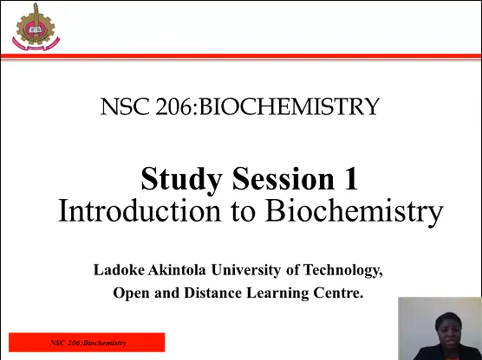 NSC 206:BIOCHEMISTRY
Study Session 1
Introduction to Biochemistry
Ladoke Akintola University of Technology,
Open and Distance Learning Centre.
NSC 206:Biochemistry